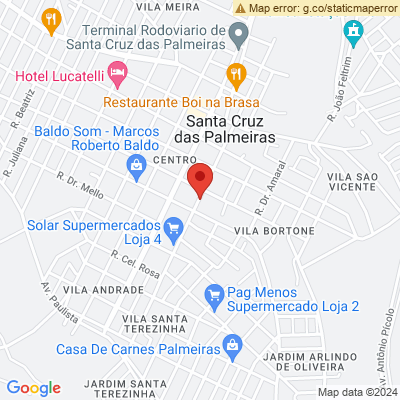 Map error: g.co/staticmaperror
VILA MEIRA
Terminal Rodoviario de
Santa Cruz das Palmeiras
R. João Feltrim
Hotel Lucatelli
R. Beatriz
Restaurante Boi na Brasa
Santa Cruz
das Palmeiras
Baldo Som - Marcos
Roberto Baldo
R. Juliana
CENTRO
R. Dr. Mello
R. Dr. Amaral
VILA SAO
VICENTE
Solar Supermercados
Loja 4
VILA BORTONE
R. Cel. Rosa
VILA ANDRADE
Av. Paulista
Pag Menos
Supermercado Loja 2
VILA SANTA
TEREZINHA
Av. Antônio Picolo
Casa De Carnes Palmeiras
JARDIM ARLINDO
DE OLIVEIRA
JARDIM SANTA
TEREZINHA
Google
Map data ©2024